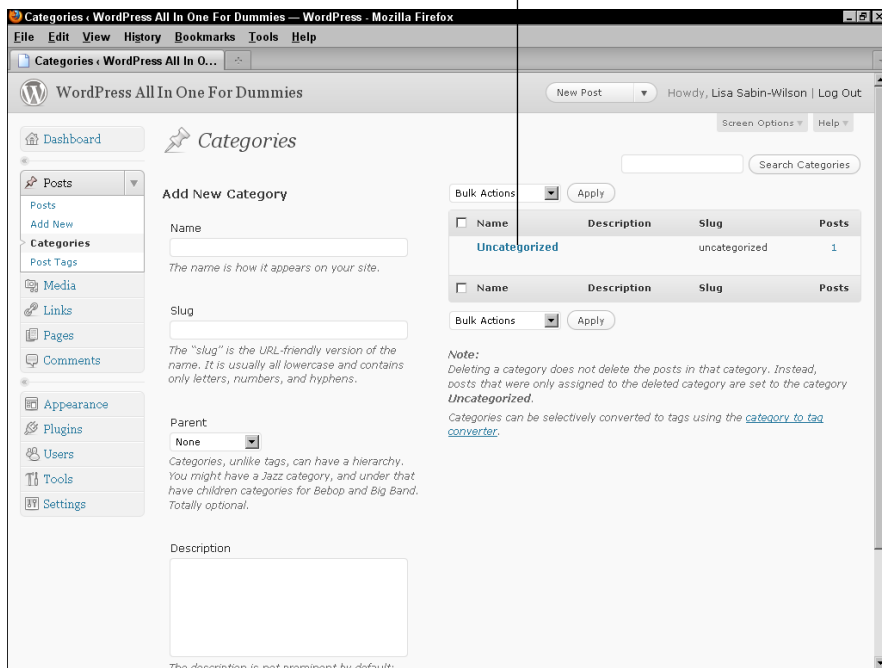 Categories ‹ WordPress All In One For Dummies — WordPress - Mozilla Firefox
File Edit View History Bookmarks Tools Help
Categories ‹ WordPress All In O...
WordPress All In One For Dummies
New Post
Howdy, Lisa Sabin-Wilson | Log Out
Screen Options
Help
Dashboard
Posts
Posts
Add New
Categories
Post Tags
Media
Links
Pages
Comments
Appearance
Plugins
Users
Tools
Settings
Categories
Add New Category
Name
The name is how it appears on your site.
Slug
The "slug" is the URL-friendly version of the
name. It is usually all lowercase and contains
only letters, numbers, and hyphens.
Parent
None
Categories, unlike tags, can have a hierarchy.
You might have a Jazz category, and under that
have children categories for Bebop and Big Band.
Totally optional.
Description
The description is not prominent by default;
Search Categories
Bulk Actions
Apply
Name Description Slug Posts
Uncategorized uncategorized 1
Name Description Slug Posts
Bulk Actions
Apply
Note:
Deleting a category does not delete the posts in that category. Instead,
posts that were only assigned to the deleted category are set to the category
Uncategorized.
Categories can be selectively converted to tags using the category to tag
converter.